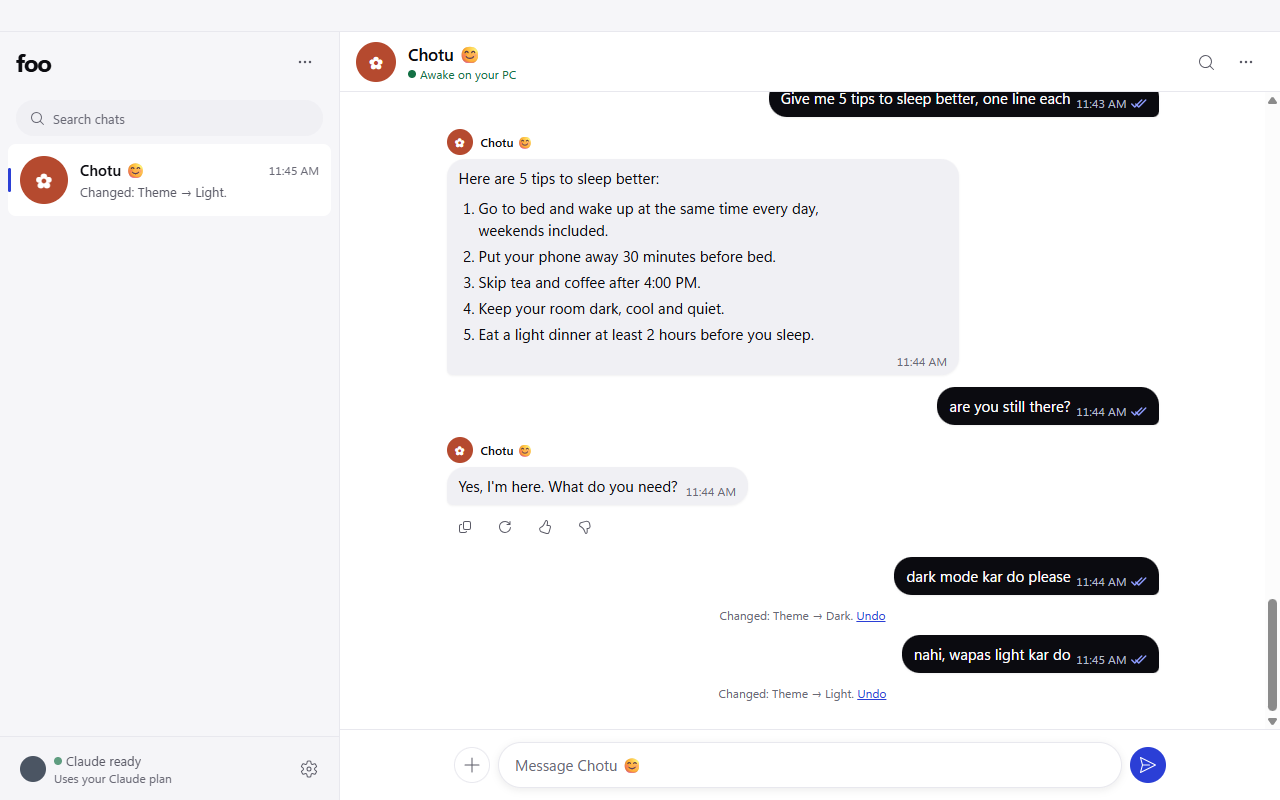 foo
Search chats
Chotu 😊
11:45 AM
Changed: Theme → Light.
Claude ready
Uses your Claude plan
Chotu 😊
Awake on your PC
Give me 5 tips to sleep better, one line each 11:43 AM
Chotu 😊
Here are 5 tips to sleep better:
1. Go to bed and wake up at the same time every day,
weekends included.
2. Put your phone away 30 minutes before bed.
3. Skip tea and coffee after 4:00 PM.
4. Keep your room dark, cool and quiet.
5. Eat a light dinner at least 2 hours before you sleep.
11:44 AM
are you still there? 11:44 AM
Chotu 😊
Yes, I'm here. What do you need? 11:44 AM
dark mode kar do please 11:44 AM
Changed: Theme → Dark. Undo
nahi, wapas light kar do 11:45 AM
Changed: Theme → Light. Undo
Message Chotu 😊